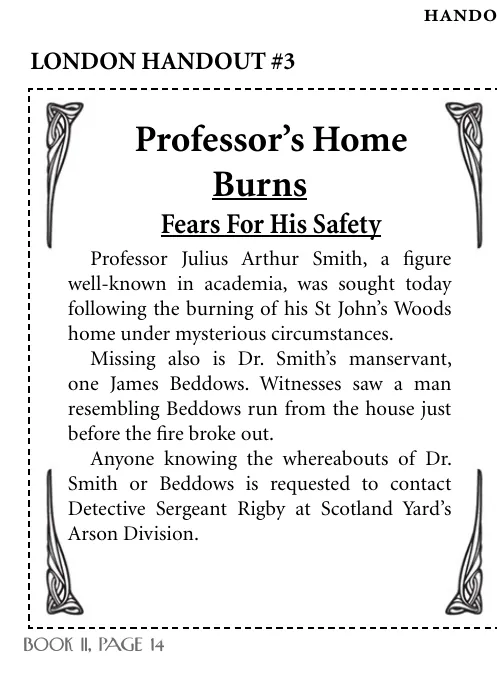 HANDO
LONDON HANDOUT #3
Professor’s Home
Burns
Fears For His Safety
Professor Julius Arthur Smith, a figure
well-known in academia, was sought today
following the burning of his St John’s Woods
home under mysterious circumstances.
Missing also is Dr. Smith’s manservant,
one James Beddows. Witnesses saw a man
resembling Beddows run from the house just
before the fire broke out.
Anyone knowing the whereabouts of Dr.
Smith or Beddows is requested to contact
Detective Sergeant Rigby at Scotland Yard’s
Arson Division.
BOOK II, PAGE 14